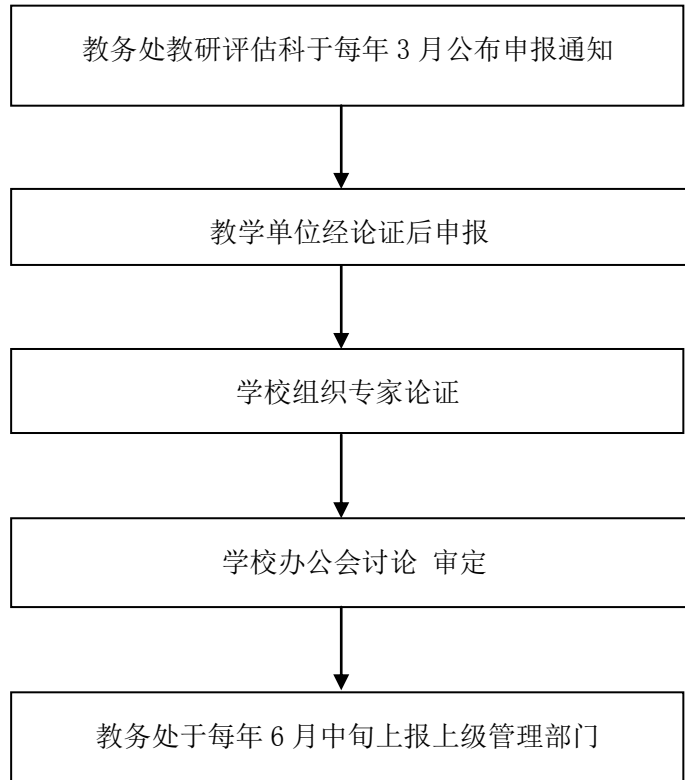 教务处教研评估科于每年 3 月公布申报通知
教学单位经论证后申报
学校组织专家论证
学校办公会讨论 审定
教务处于每年 6 月中旬上报上级管理部门